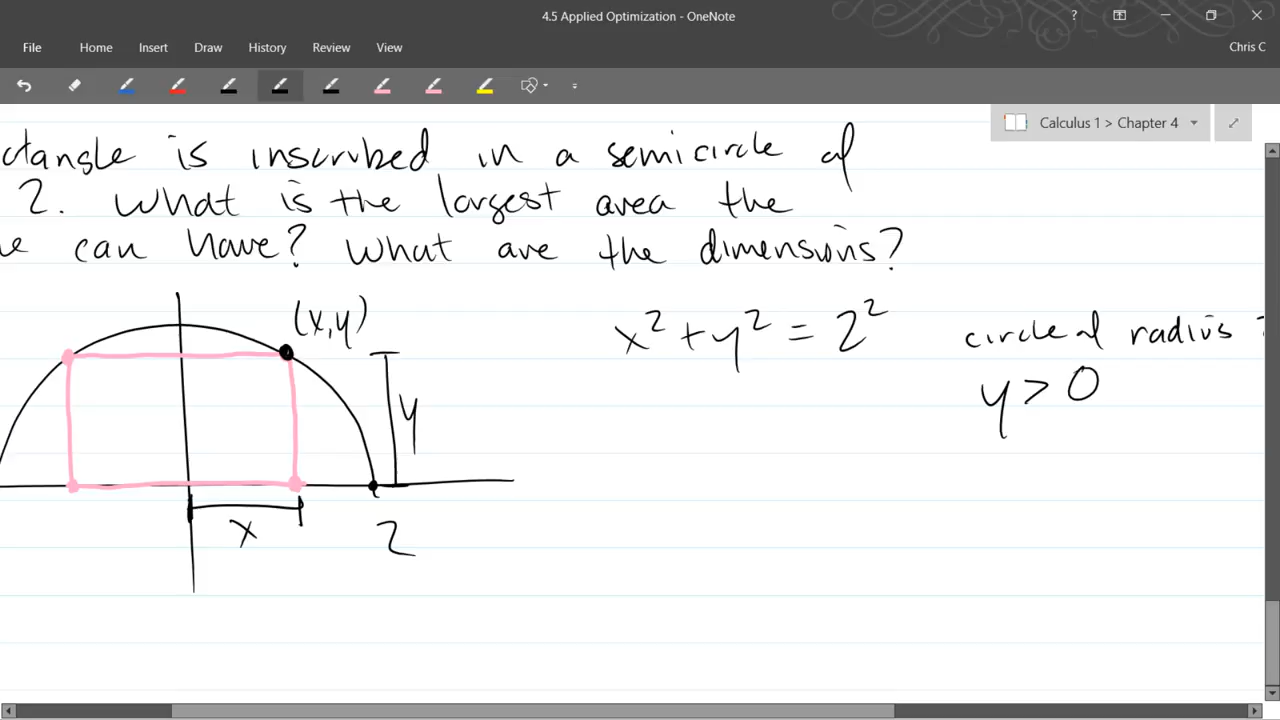 4.5 Applied Optimization - OneNote
File Home Insert Draw History Review View
Chris C
Calculus 1 > Chapter 4
ctangle is inscribed in a semicircle of
2. What is the largest area the
e can have? What are the dimensions?
(x,y)
x² + y² = 2²
circle of radius
y > 0
y
x
2